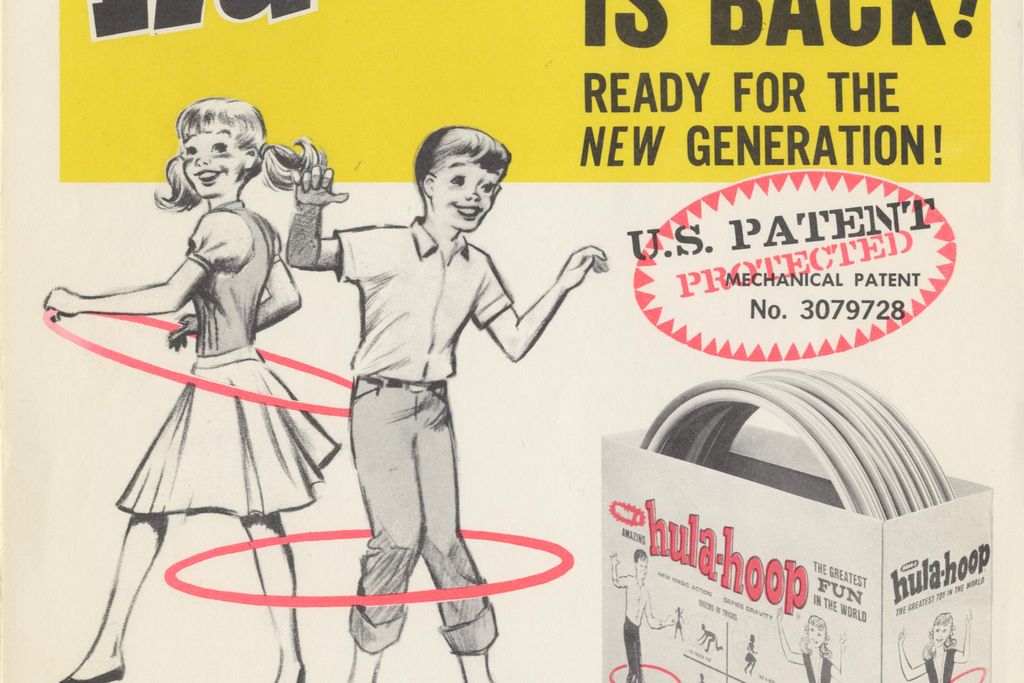 IS BACK!
READY FOR THE
NEW GENERATION!
U.S. PATENT
PROTECTED
MECHANICAL PATENT
No. 3079728
AMAZING
hula-hoop
THE GREATEST
FUN
IN THE WORLD
NEW MAGIC ACTION DEFIES GRAVITY
DOZENS OF TRICKS
hula-hoop
THE GREATEST TOY IN THE WORLD